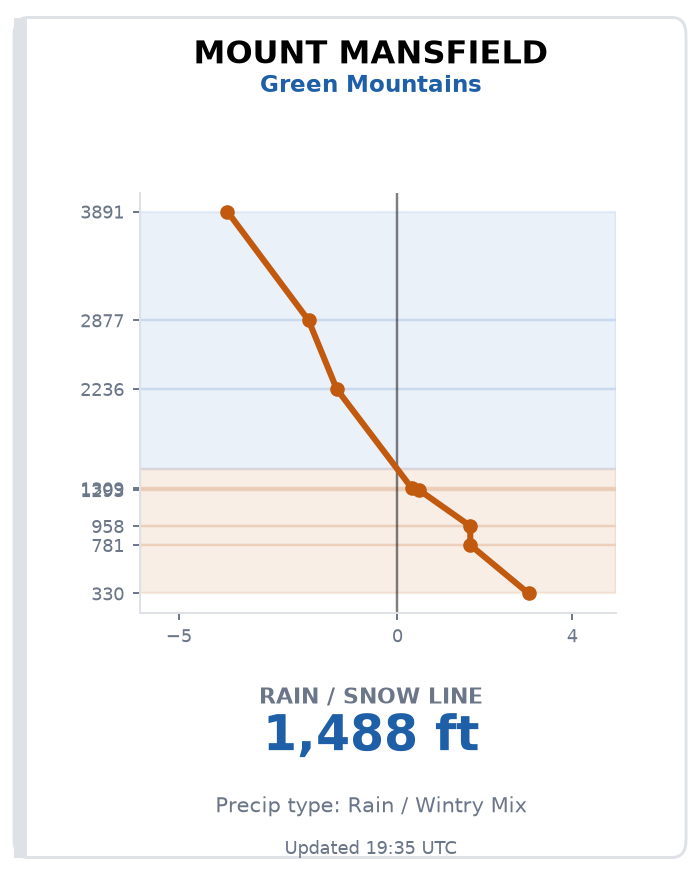 MOUNT MANSFIELD
Green Mountains
3891
2877
2236
958
781
330
−5 0 4
RAIN / SNOW LINE
1,488 ft
Precip type: Rain / Wintry Mix
Updated 19:35 UTC